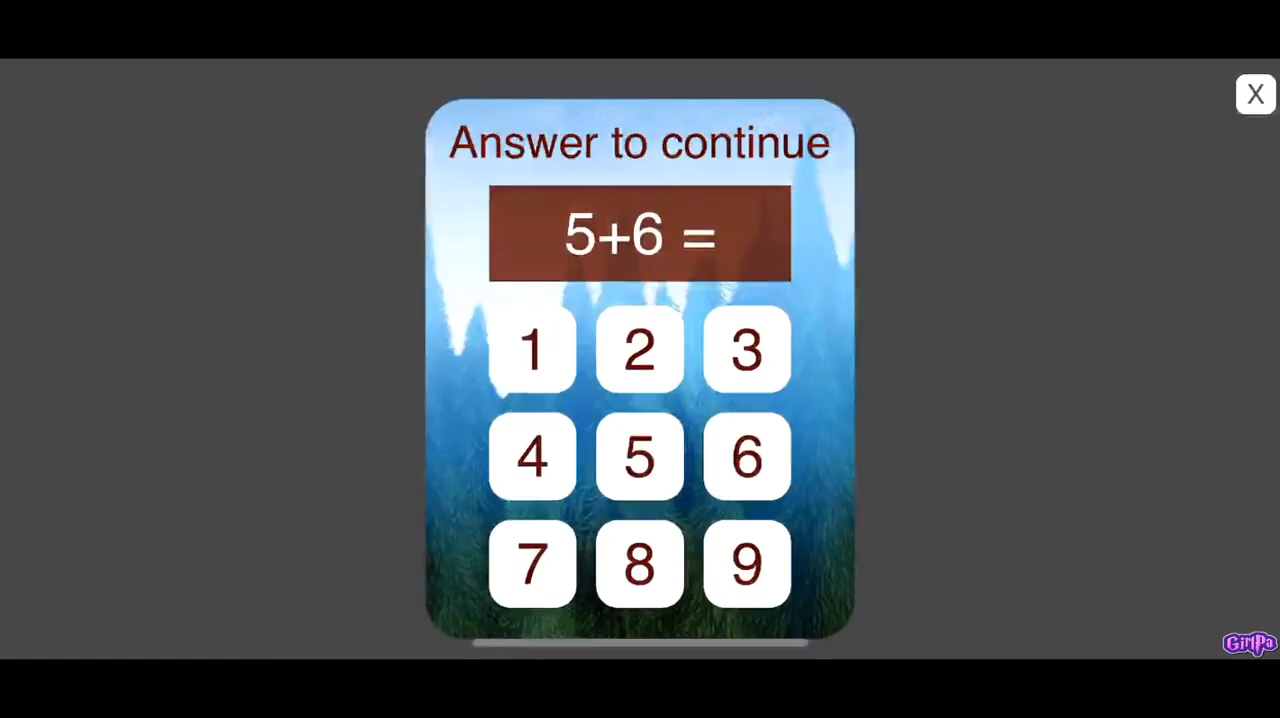 X
Answer to continue
5+6 =
1 2 3
4 5 6
7 8 9
GirlPa